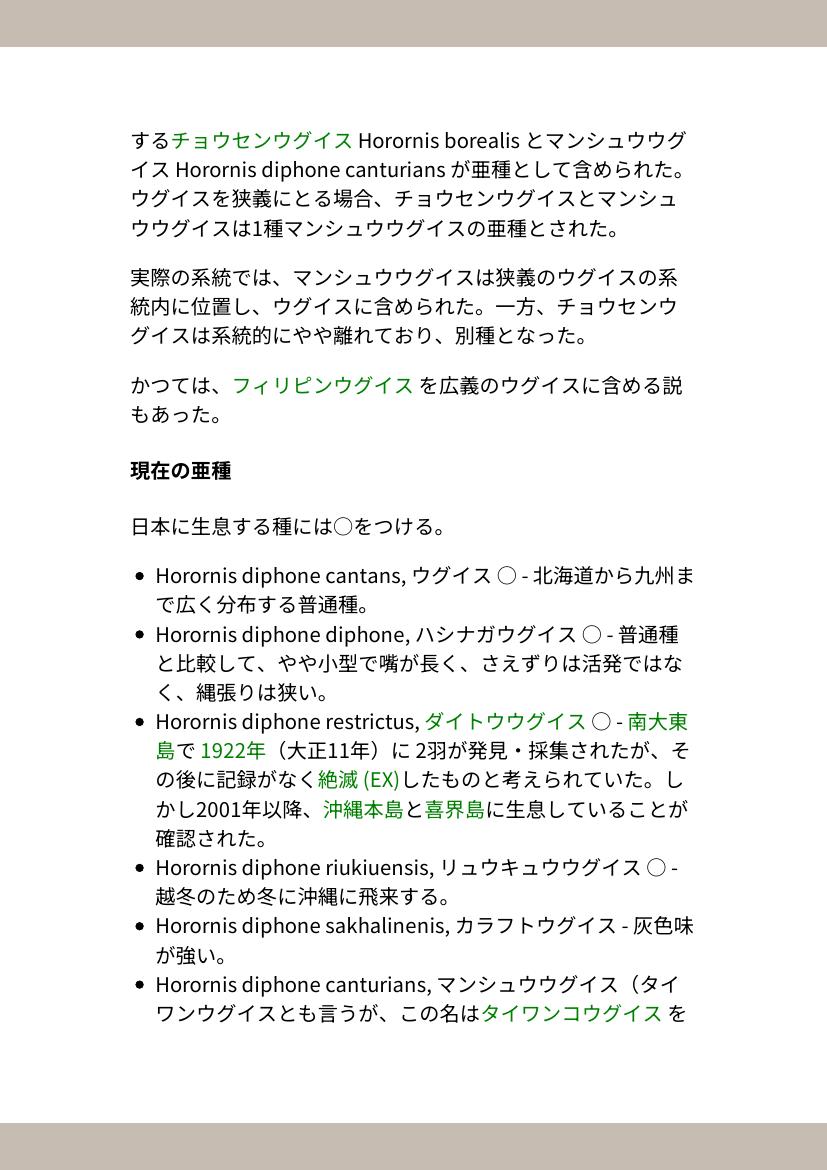 するチョウセンウグイス Horornis borealis とマンシュウウグ
イス Horornis diphone canturians が亜種として含められた。
ウグイスを狭義にとる場合、チョウセンウグイスとマンシュ
ウウグイスは1種マンシュウウグイスの亜種とされた。
実際の系統では、マンシュウウグイスは狭義のウグイスの系
統内に位置し、ウグイスに含められた。一方、チョウセンウ
グイスは系統的にやや離れており、別種となった。
かつては、フィリピンウグイス を広義のウグイスに含める説
もあった。
現在の亜種
日本に生息する種には○をつける。
• Horornis diphone cantans, ウグイス ○ - 北海道から九州ま
で広く分布する普通種。
• Horornis diphone diphone, ハシナガウグイス ○ - 普通種
と比較して、やや小型で嘴が長く、さえずりは活発ではな
く、縄張りは狭い。
• Horornis diphone restrictus, ダイトウウグイス ○ - 南大東
島で 1922年（大正11年）に 2羽が発見・採集されたが、そ
の後に記録がなく絶滅 (EX)したものと考えられていた。し
かし2001年以降、沖縄本島と喜界島に生息していることが
確認された。
• Horornis diphone riukiuensis, リュウキュウウグイス ○ -
越冬のため冬に沖縄に飛来する。
• Horornis diphone sakhalinenis, カラフトウグイス - 灰色味
が強い。
• Horornis diphone canturians, マンシュウウグイス（タイ
ワンウグイスとも言うが、この名はタイワンコウグイス を